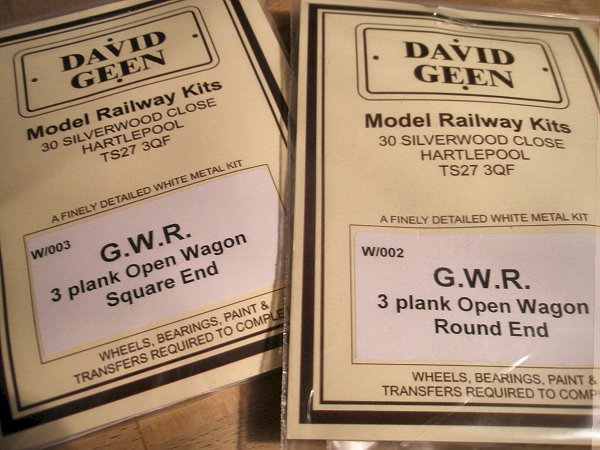 DAVID
GEEN
Model Railway Kits
30 SILVERWOOD CLOSE
HARTLEPOOL
TS27 3QF
A FINELY DETAILED WHITE METAL KIT
W/003
G.W.R.
3 plank Open Wagon
Square End
WHEELS, BEARINGS, PAINT &
TRANSFERS REQUIRED TO COMPLE
DAVID
GEEN
Model Railway Kits
30 SILVERWOOD CLOSE
HARTLEPOOL
TS27 3QF
A FINELY DETAILED WHITE METAL KIT
W/002
G.W.R.
3 plank Open Wagon
Round End
WHEELS, BEARINGS, PAINT &
TRANSFERS REQUIRED TO COMP